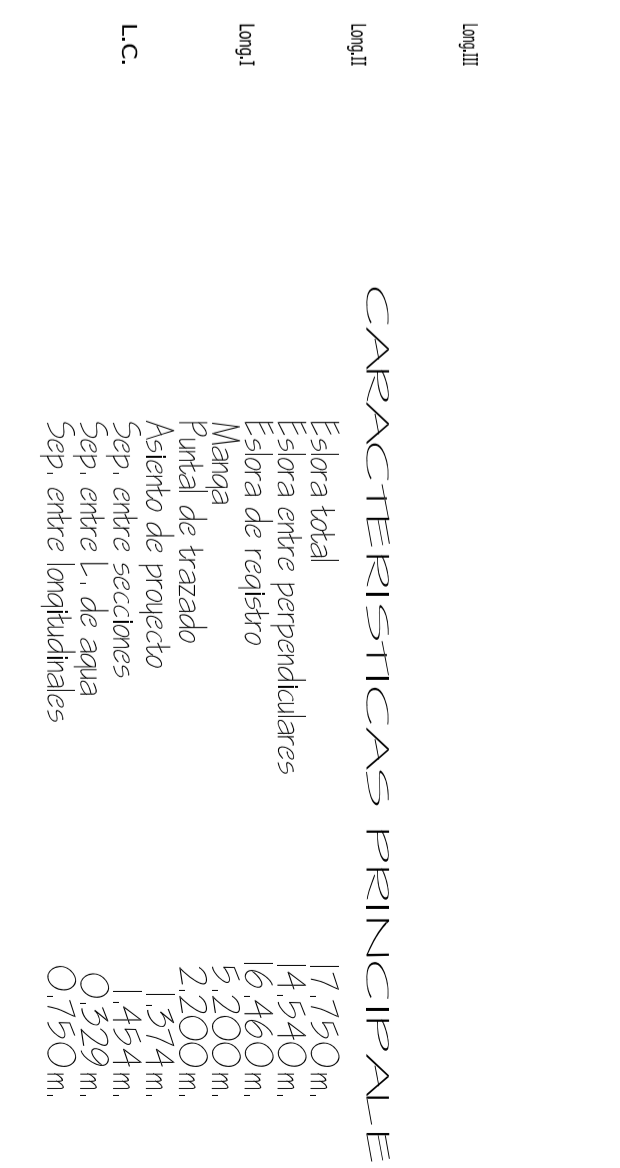 Long.III
Long.II
Long.I
L.C.
CARACTERISTICAS PRINCIPALE
Eslora total 17,750 m.
Eslora entre perpendiculares 14,540 m.
Eslora de registro 16,460 m.
Manga 5,200 m.
Puntal de trazado 2,200 m.
Asiento de proyecto 1,374 m.
Sep. entre secciones 1,454 m.
Sep. entre L. de agua 0,329 m.
Sep. entre longitudinales 0,750 m.